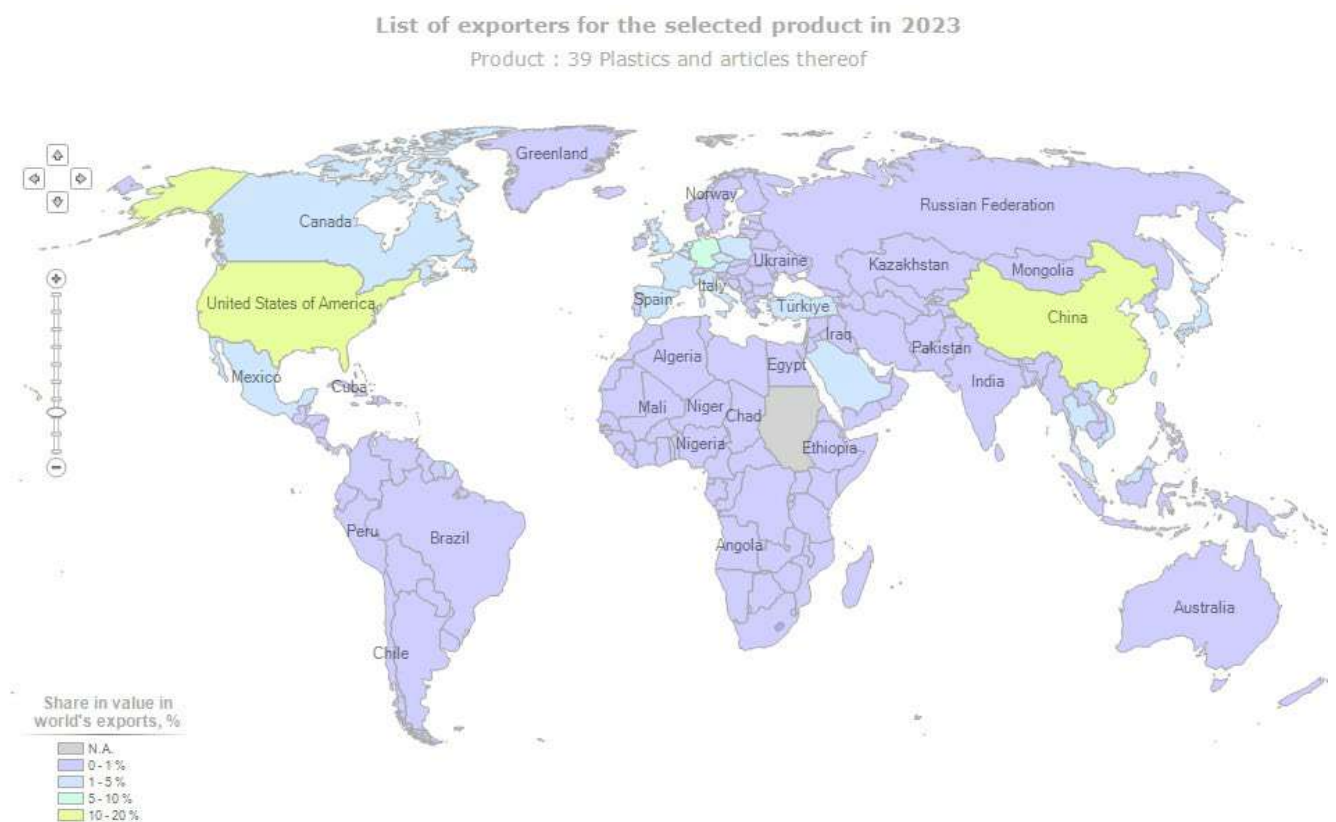 List of exporters for the selected product in 2023
Product : 39 Plastics and articles thereof
Greenland
Norway
Russian Federation
Canada
Ukraine
Kazakhstan
Mongolia
Italy
United States of America
Spain
Türkiye
China
Iraq
Pakistan
Algeria
Egypt
Mexico
Cuba
India
Mali
Niger
Chad
Nigeria
Ethiopia
Peru
Brazil
Angola
Australia
Chile
Share in value in
world's exports, %
N.A.
0 - 1 %
1 - 5 %
5 - 10 %
10 - 20 %